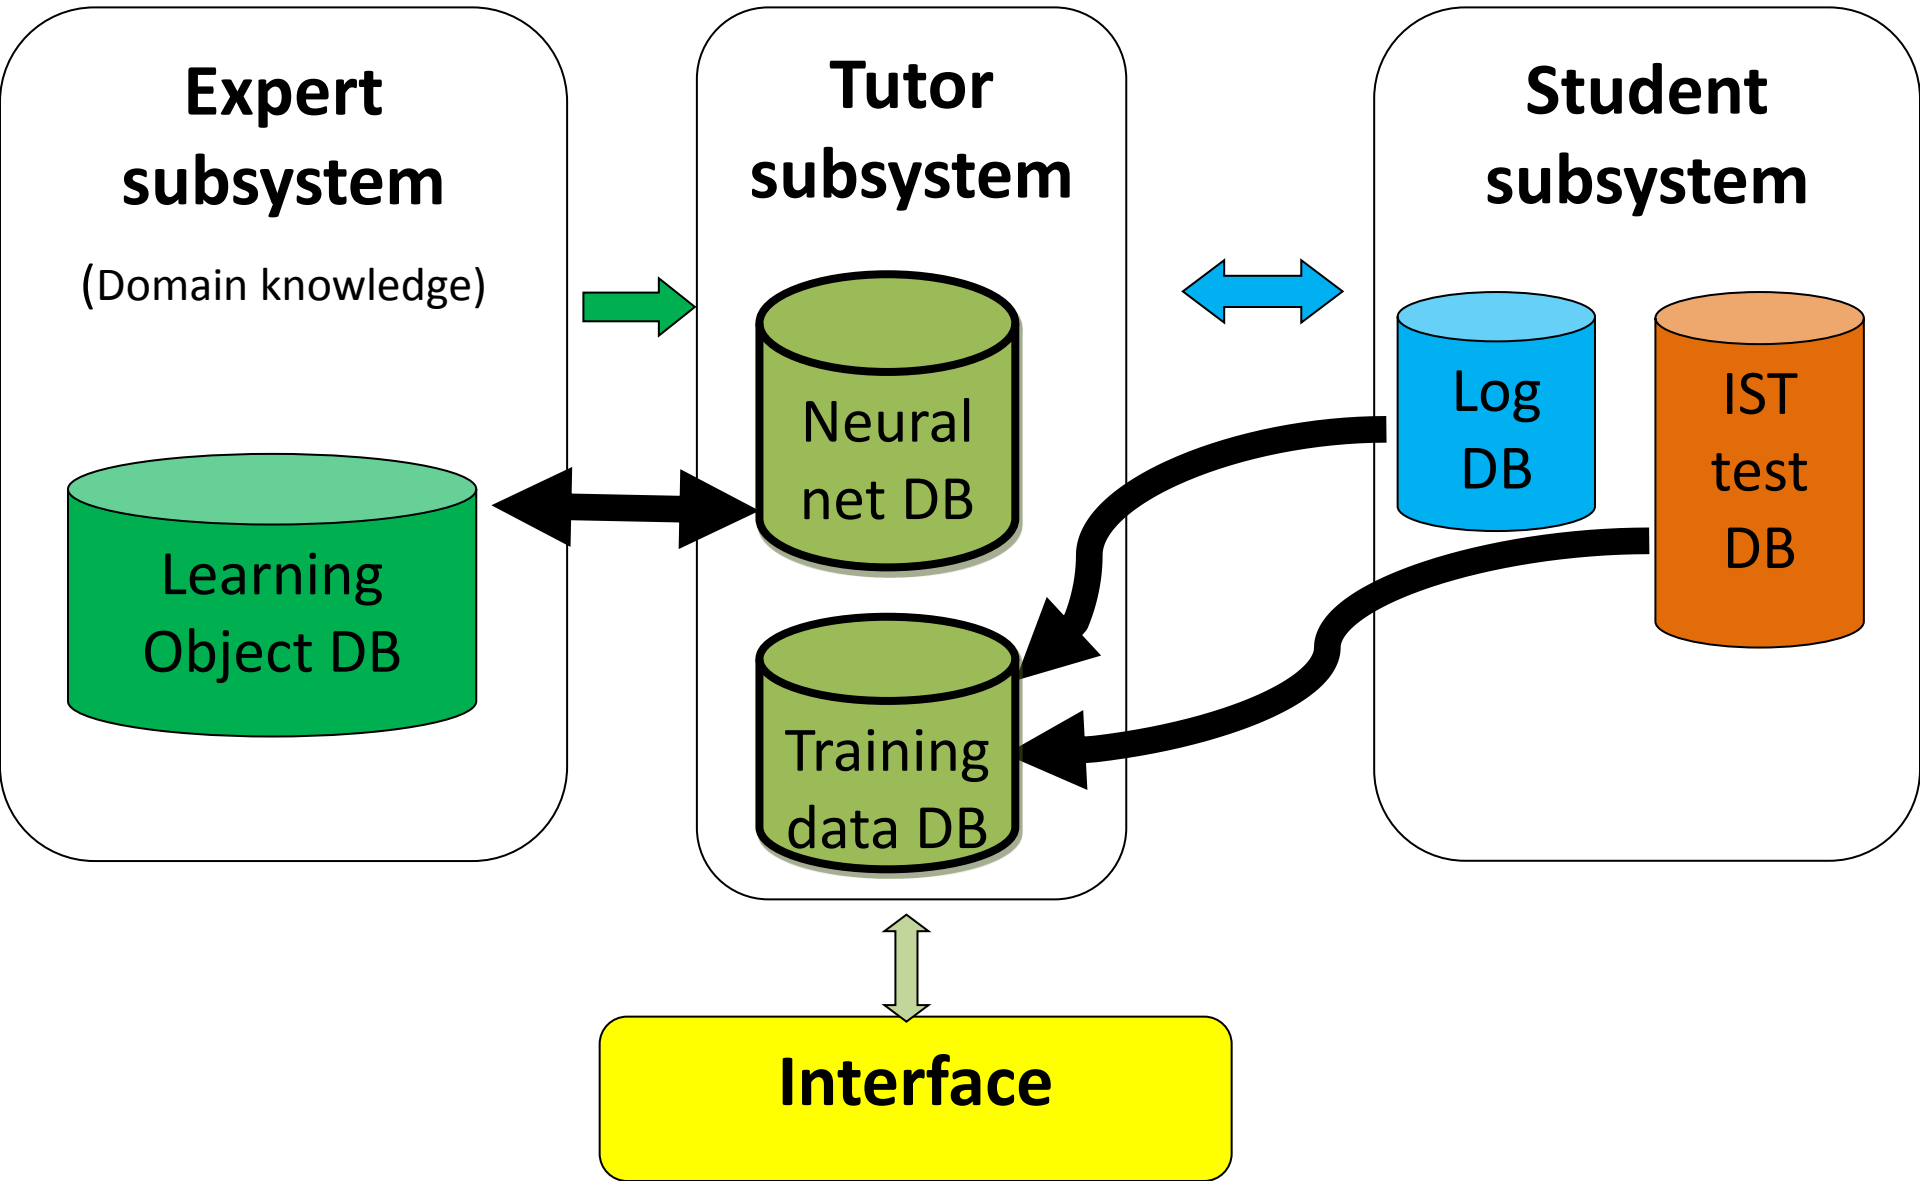 Expert
subsystem
(Domain knowledge)
Learning
Object DB
Tutor
subsystem
Neural
net DB
Training
data DB
Student
subsystem
Log
DB
IST
test
DB
Interface